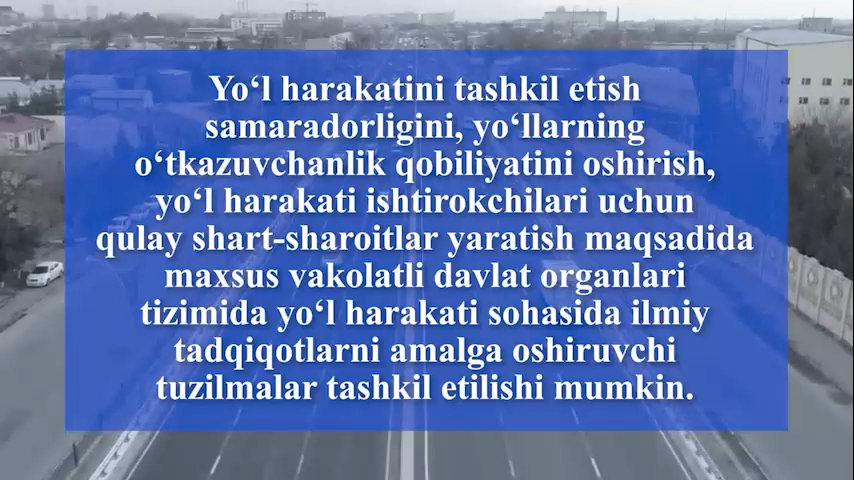 Yo‘l harakatini tashkil etish
samaradorligini, yo‘llarning
o‘tkazuvchanlik qobiliyatini oshirish,
yo‘l harakati ishtirokchilari uchun
qulay shart-sharoitlar yaratish maqsadida
maxsus vakolatli davlat organlari
tizimida yo‘l harakati sohasida ilmiy
tadqiqotlarni amalga oshiruvchi
tuzilmalar tashkil etilishi mumkin.